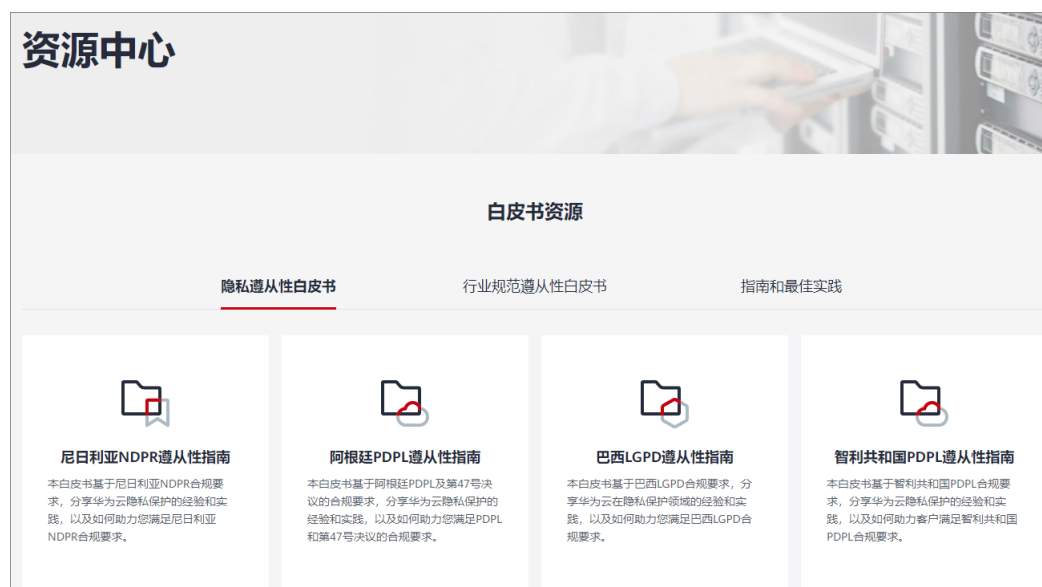 资源中心
白皮书资源
隐私遵从性白皮书
行业规范遵从性白皮书
指南和最佳实践
尼日利亚NDPR遵从性指南
本白皮书基于尼日利亚NDPR合规要
求，分享华为云隐私保护的经验和实
践，以及如何助力您满足尼日利亚
NDPR合规要求。
阿根廷PDPL遵从性指南
本白皮书基于阿根廷PDPL及第47号决
议的合规要求，分享华为云隐私保护的
经验和实践，以及如何助力您满足PDPL
和第47号决议的合规要求。
巴西LGPD遵从性指南
本白皮书基于巴西LGPD合规要求，分
享华为云在隐私保护领域的经验和实
践，以及如何助力您满足巴西LGPD合
规要求。
智利共和国PDPL遵从性指南
本白皮书基于智利共和国PDPL合规要
求，分享华为云隐私保护的经验和实
践，以及如何助力客户满足智利共和国
PDPL合规要求。